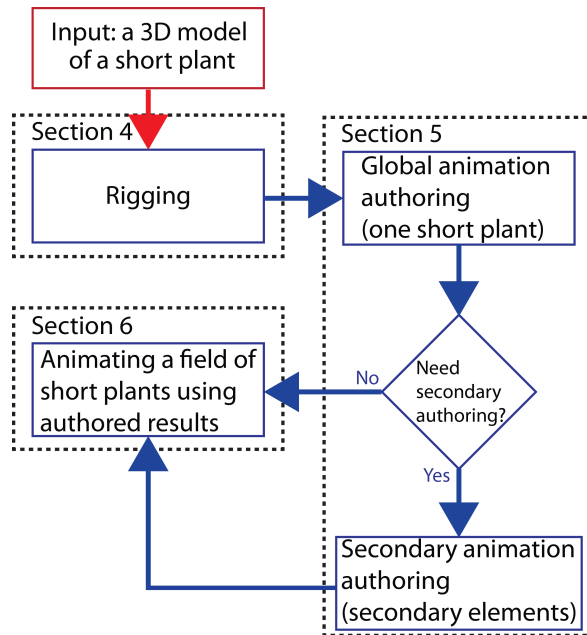 Input: a 3D model
of a short plant
Section 4
Rigging
Section 5
Global animation
authoring
(one short plant)
Need
secondary
authoring?
No
Yes
Secondary animation
authoring
(secondary elements)
Section 6
Animating a field of
short plants using
authored results